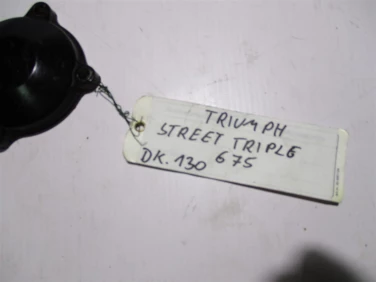 TRIUMPH
STREET TRIPLE
675
DK. 130